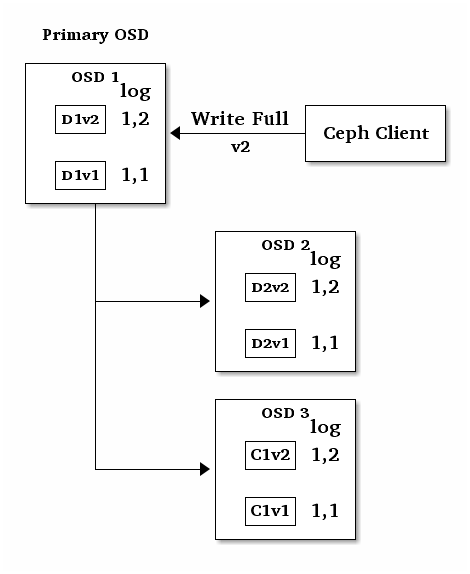 Primary OSD
OSD 1
log
D1v2 1,2
D1v1 1,1
Write Full
v2
Ceph Client
OSD 2
log
D2v2 1,2
D2v1 1,1
OSD 3
log
C1v2 1,2
C1v1 1,1